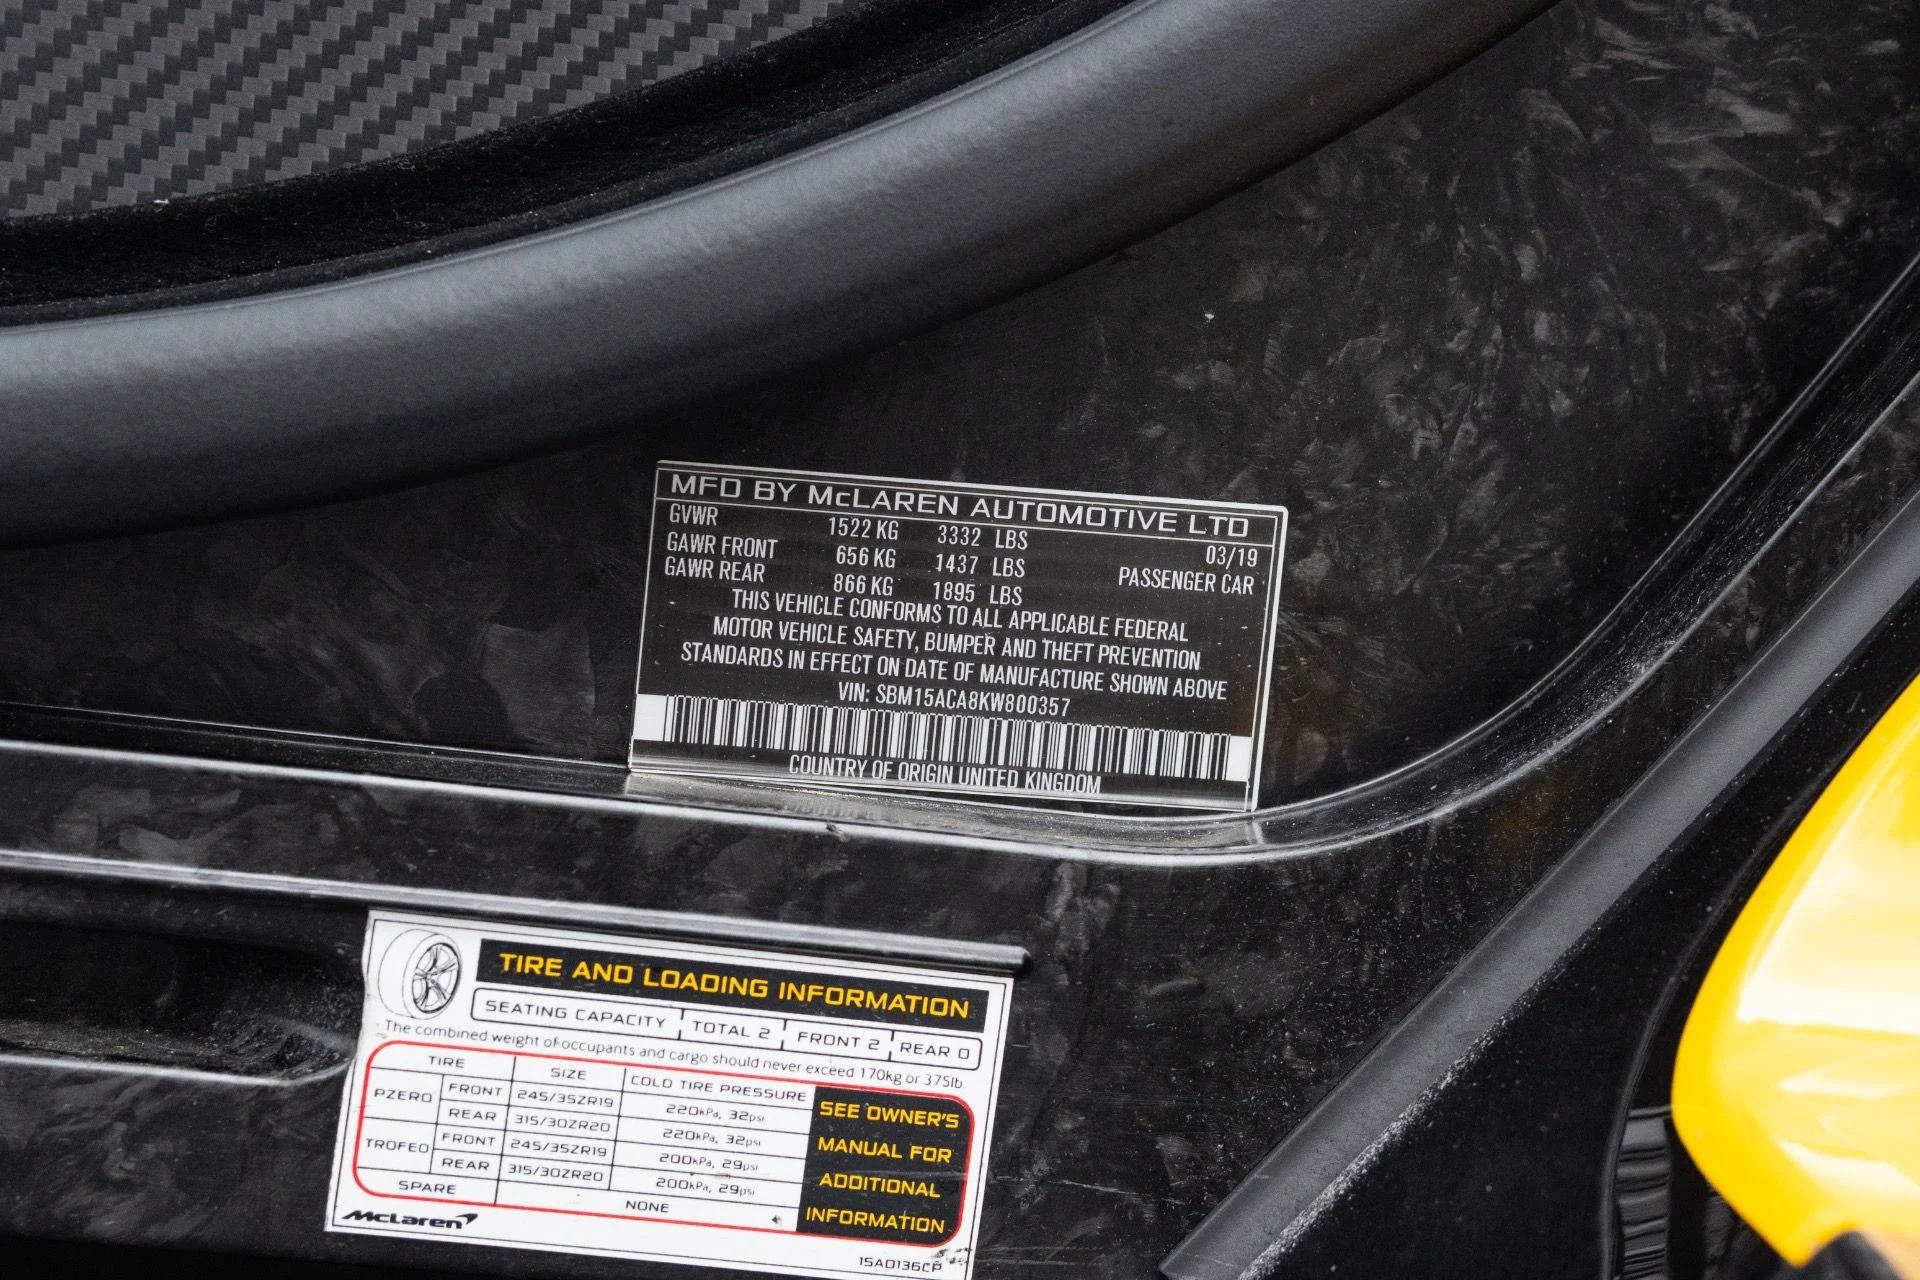 MFD BY McLAREN AUTOMOTIVE LTD
GVWR 1522 KG 3332 LBS 03/19
GAWR FRONT 656 KG 1437 LBS PASSENGER CAR
GAWR REAR 866 KG 1895 LBS
THIS VEHICLE CONFORMS TO ALL APPLICABLE FEDERAL
MOTOR VEHICLE SAFETY, BUMPER AND THEFT PREVENTION
STANDARDS IN EFFECT ON DATE OF MANUFACTURE SHOWN ABOVE
VIN: SBM15ACA8KW800357
COUNTRY OF ORIGIN UNITED KINGDOM
TIRE AND LOADING INFORMATION
SEATING CAPACITY TOTAL 2 FRONT 2 REAR 0
The combined weight of occupants and cargo should never exceed 170kg or 375lb.
TIRE SIZE COLD TIRE PRESSURE
PZERO FRONT 245/35ZR19 220kPa, 32psi
REAR 315/30ZR20 220kPa, 32psi
TROFEO FRONT 245/35ZR19 200kPa, 29psi
REAR 315/30ZR20 200kPa, 29psi
SPARE NONE
SEE OWNER'S
MANUAL FOR
ADDITIONAL
INFORMATION
McLaren
15AD136CP